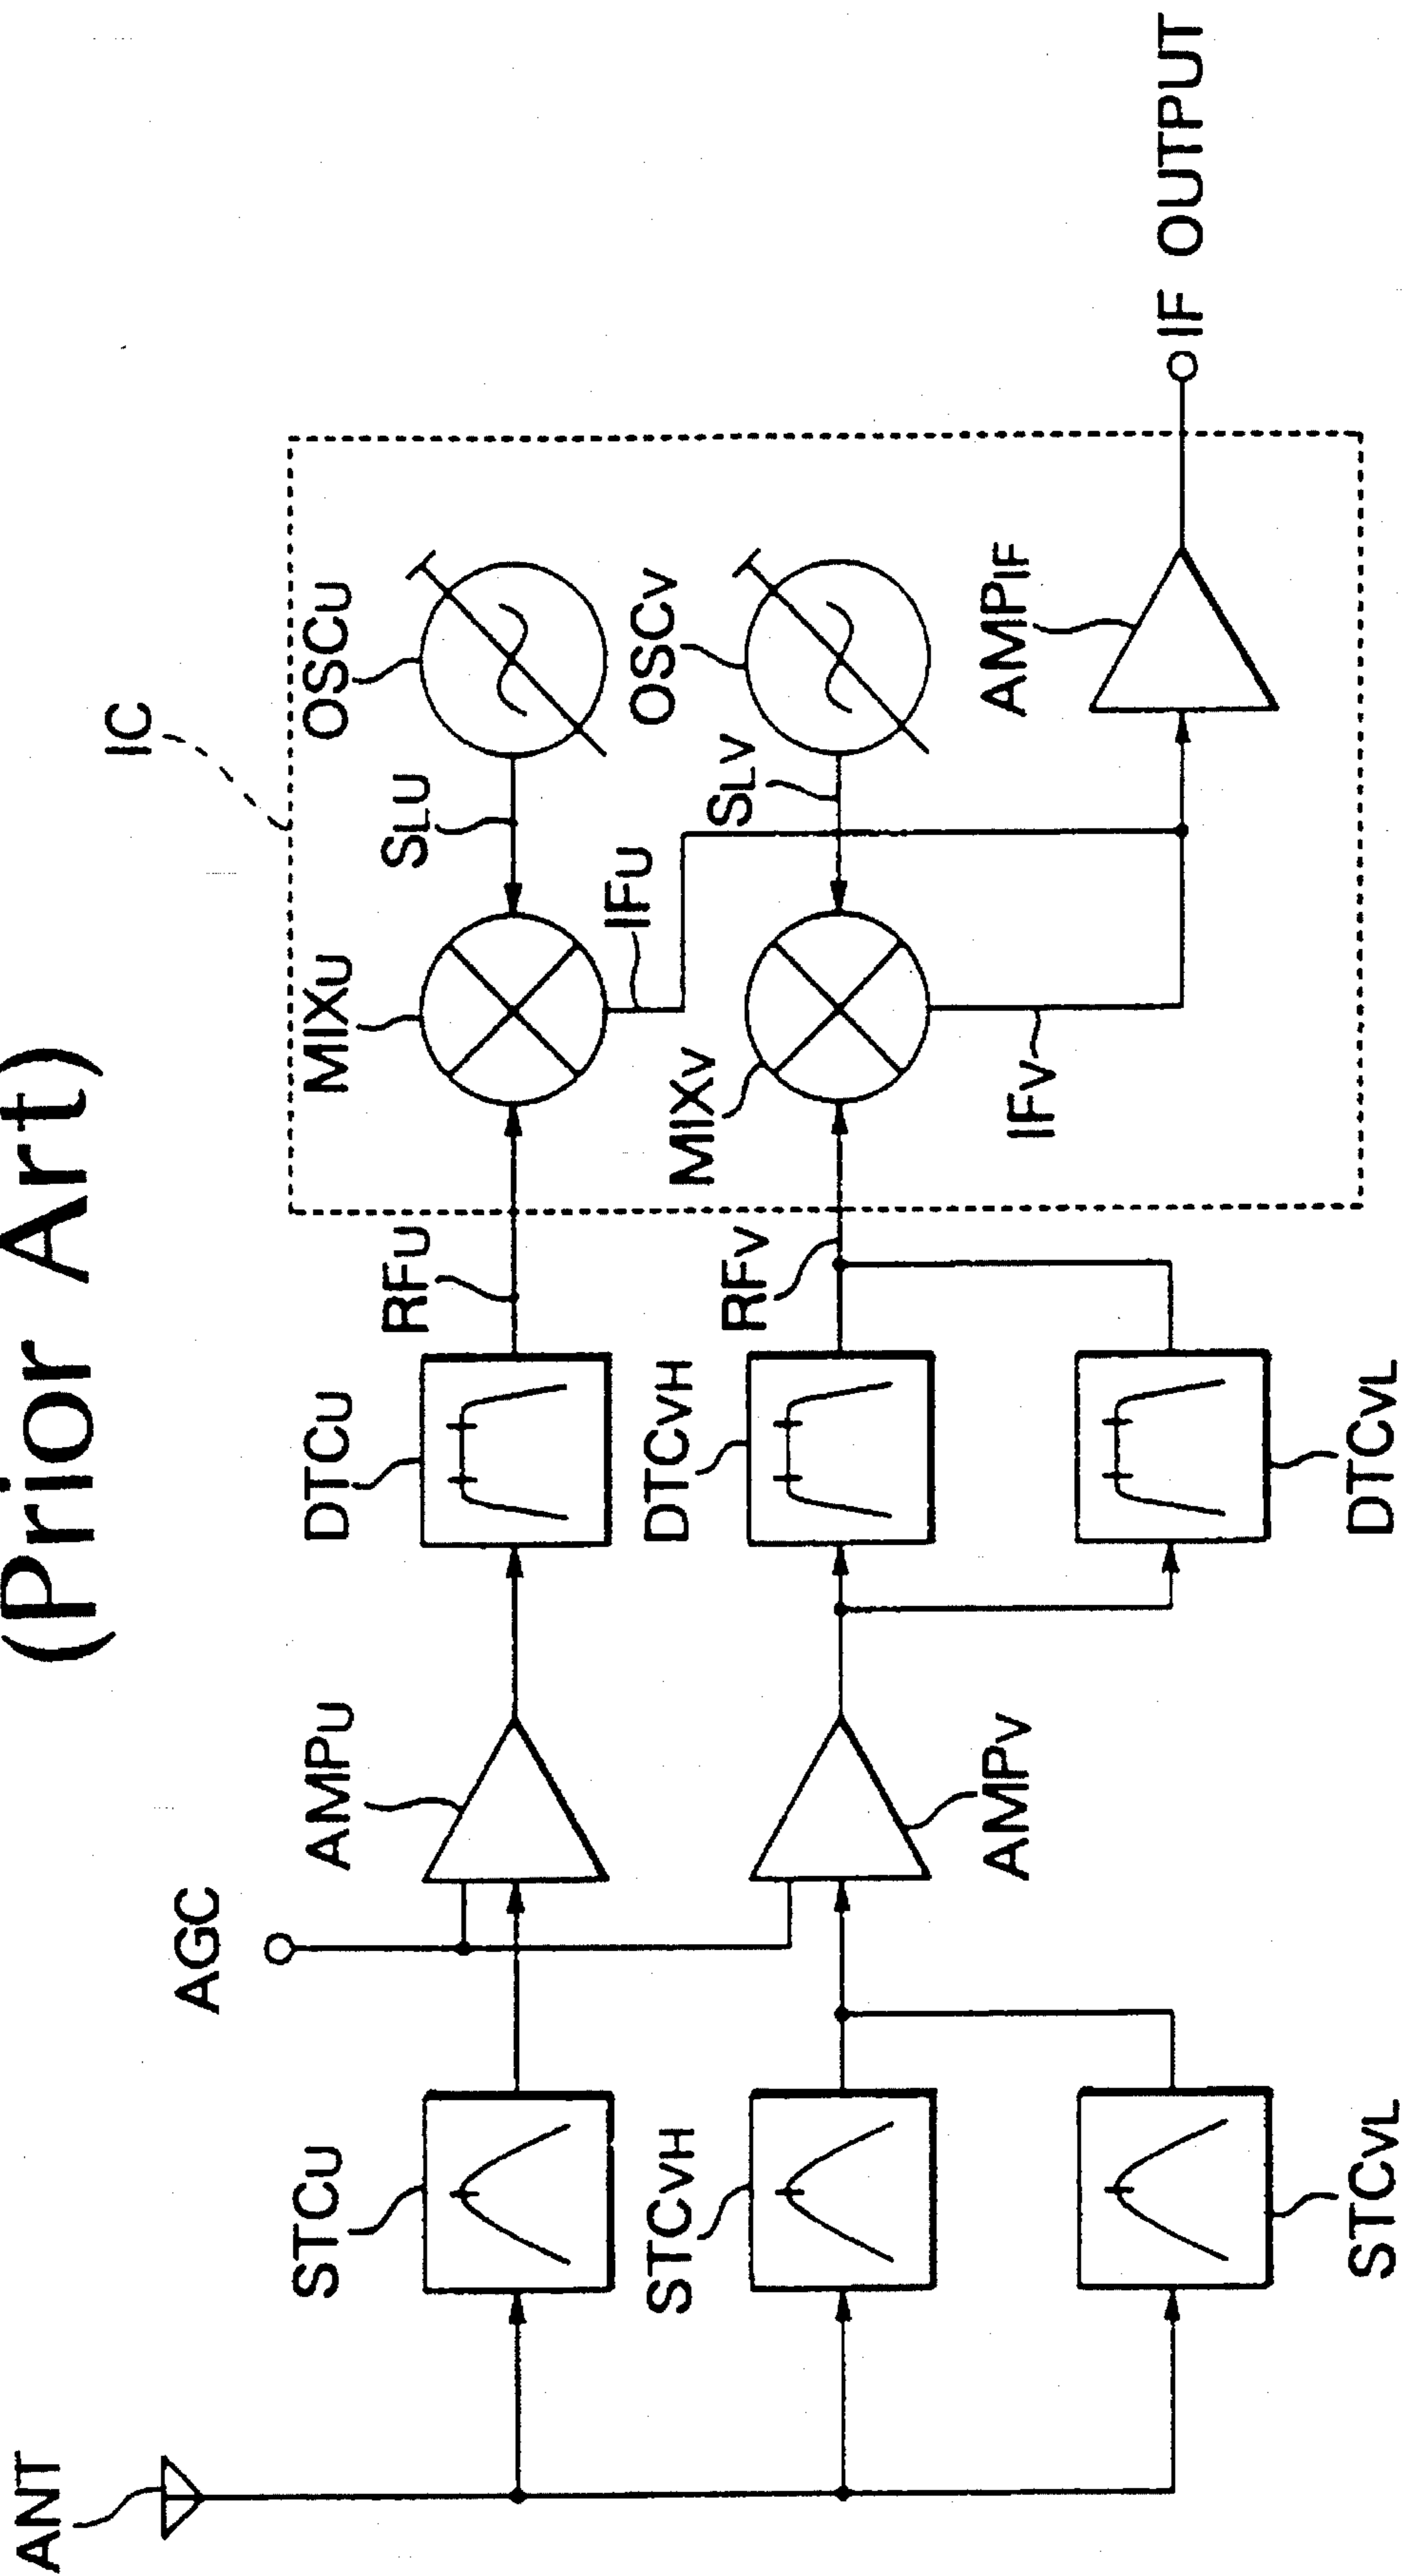 (Prior Art)
ANT
AGC
IC
STCU
AMPU
DTCU
RFU
MIXU
SLU
OSCU
IFU
STCVH
AMPV
DTCVH
RFV
MIXV
SLV
OSCV
IFV
AMPIF
IF OUTPUT
STCVL
DTCVL